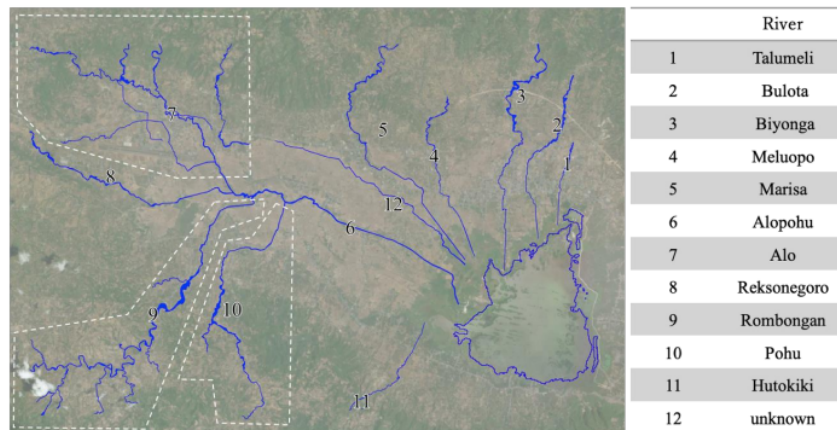 River
1 Talumeli
2 Bulota
3 Biyonga
4 Meluopo
5 Marisa
6 Alopohu
7 Alo
8 Reksonegoro
9 Rombongan
10 Pohu
11 Hutokiki
12 unknown
7
3
5
2
4
1
8
12
6
9
10
11